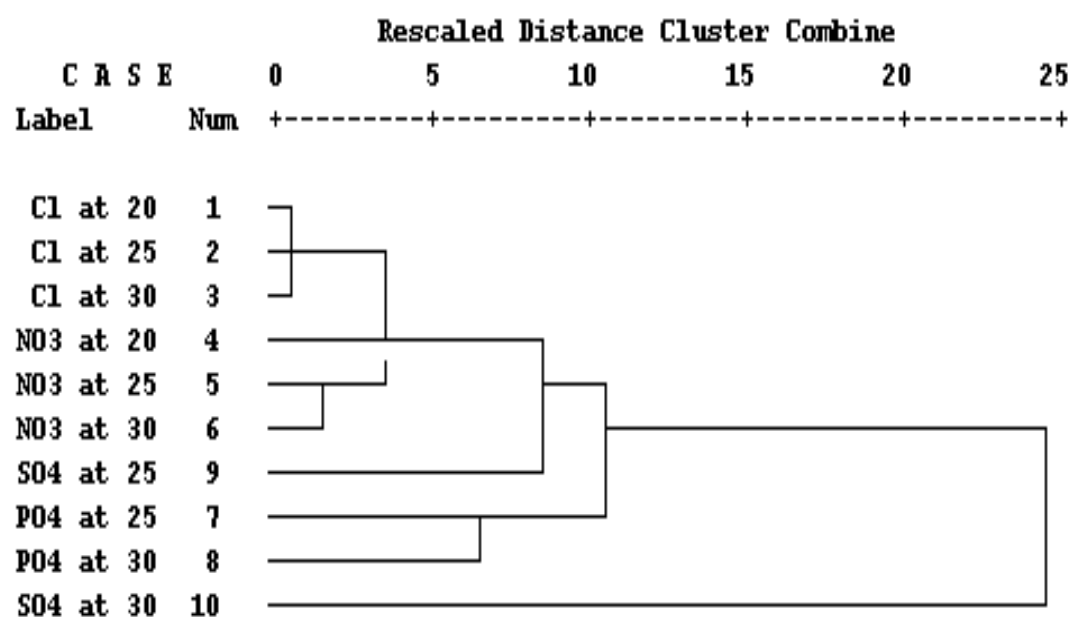 Rescaled Distance Cluster Combine
C A S E 0 5 10 15 20 25
Label Num +---------+---------+---------+---------+---------+
Cl at 20 1
Cl at 25 2
Cl at 30 3
NO3 at 20 4
NO3 at 25 5
NO3 at 30 6
SO4 at 25 9
PO4 at 25 7
PO4 at 30 8
SO4 at 30 10